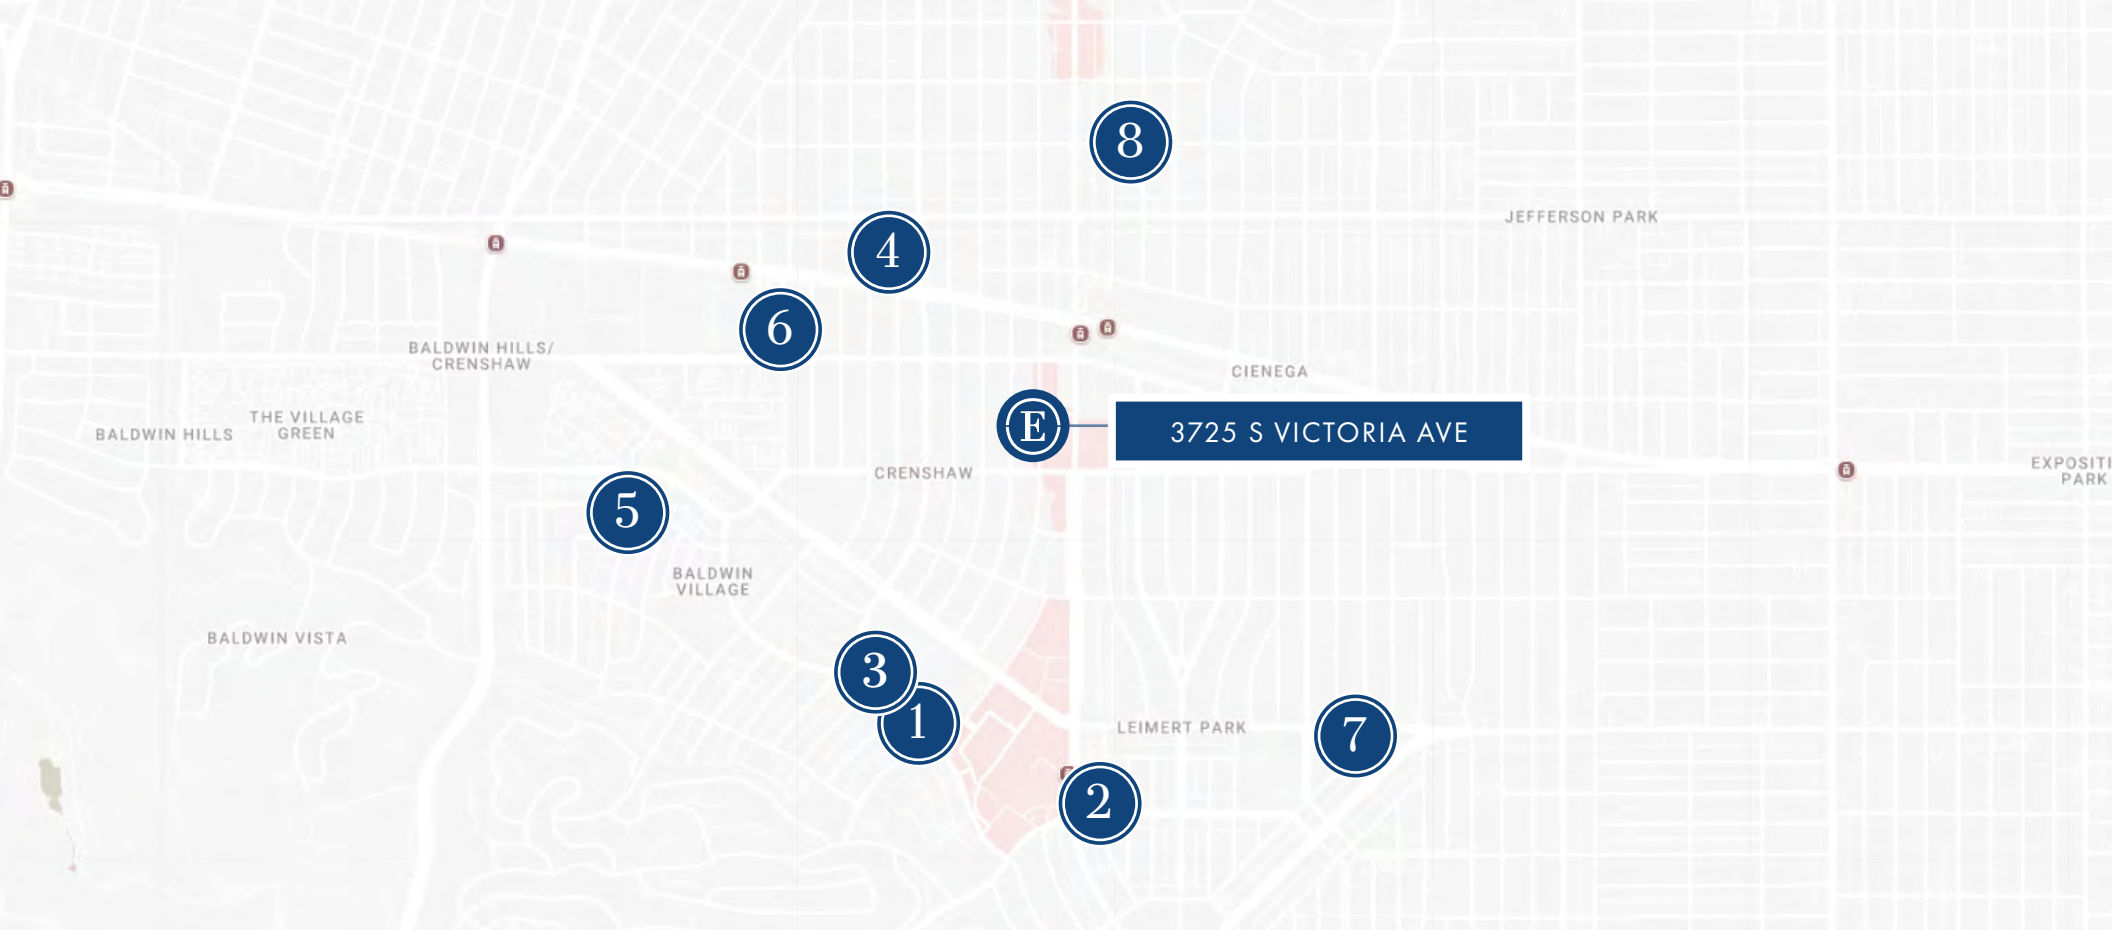 8
JEFFERSON PARK
4
6
BALDWIN HILLS/
CRENSHAW
CIENEGA
THE VILLAGE
GREEN
BALDWIN HILLS
E
3725 S VICTORIA AVE
CRENSHAW
EXPOSITI
PARK
5
BALDWIN
VILLAGE
BALDWIN VISTA
3
1
LEIMERT PARK
7
2